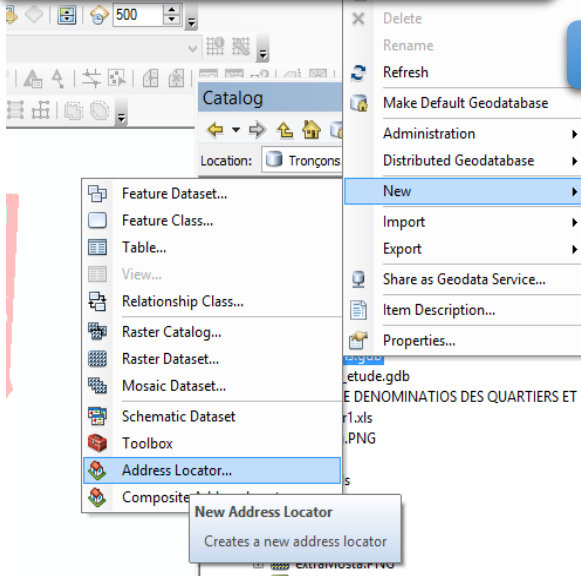 500
Delete
Rename
Refresh
Make Default Geodatabase
Administration
Distributed Geodatabase
New
Import
Export
Share as Geodata Service...
Item Description...
Properties...
Catalog
Location: Tronçons
Feature Dataset...
Feature Class...
Table...
View...
Relationship Class...
Raster Catalog...
Raster Dataset...
Mosaic Dataset...
Schematic Dataset
Toolbox
Address Locator...
Composite
New Address Locator
Creates a new address locator
_etude.gdb
E DENOMINATIOS DES QUARTIERS ET
r1.xls
.PNG
s
extraMosta.PNG